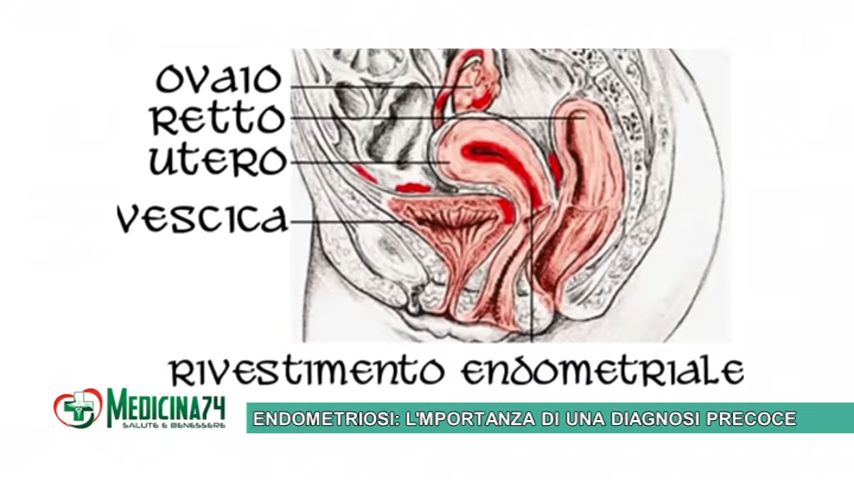 OVAIO
RETTO
UTERO
VESCICA
RIVESTIMENTO ENDOMETRIALE
MEDICINA74
SALUTE E BENESSERE
ENDOMETRIOSI: L'MPORTANZA DI UNA DIAGNOSI PRECOCE